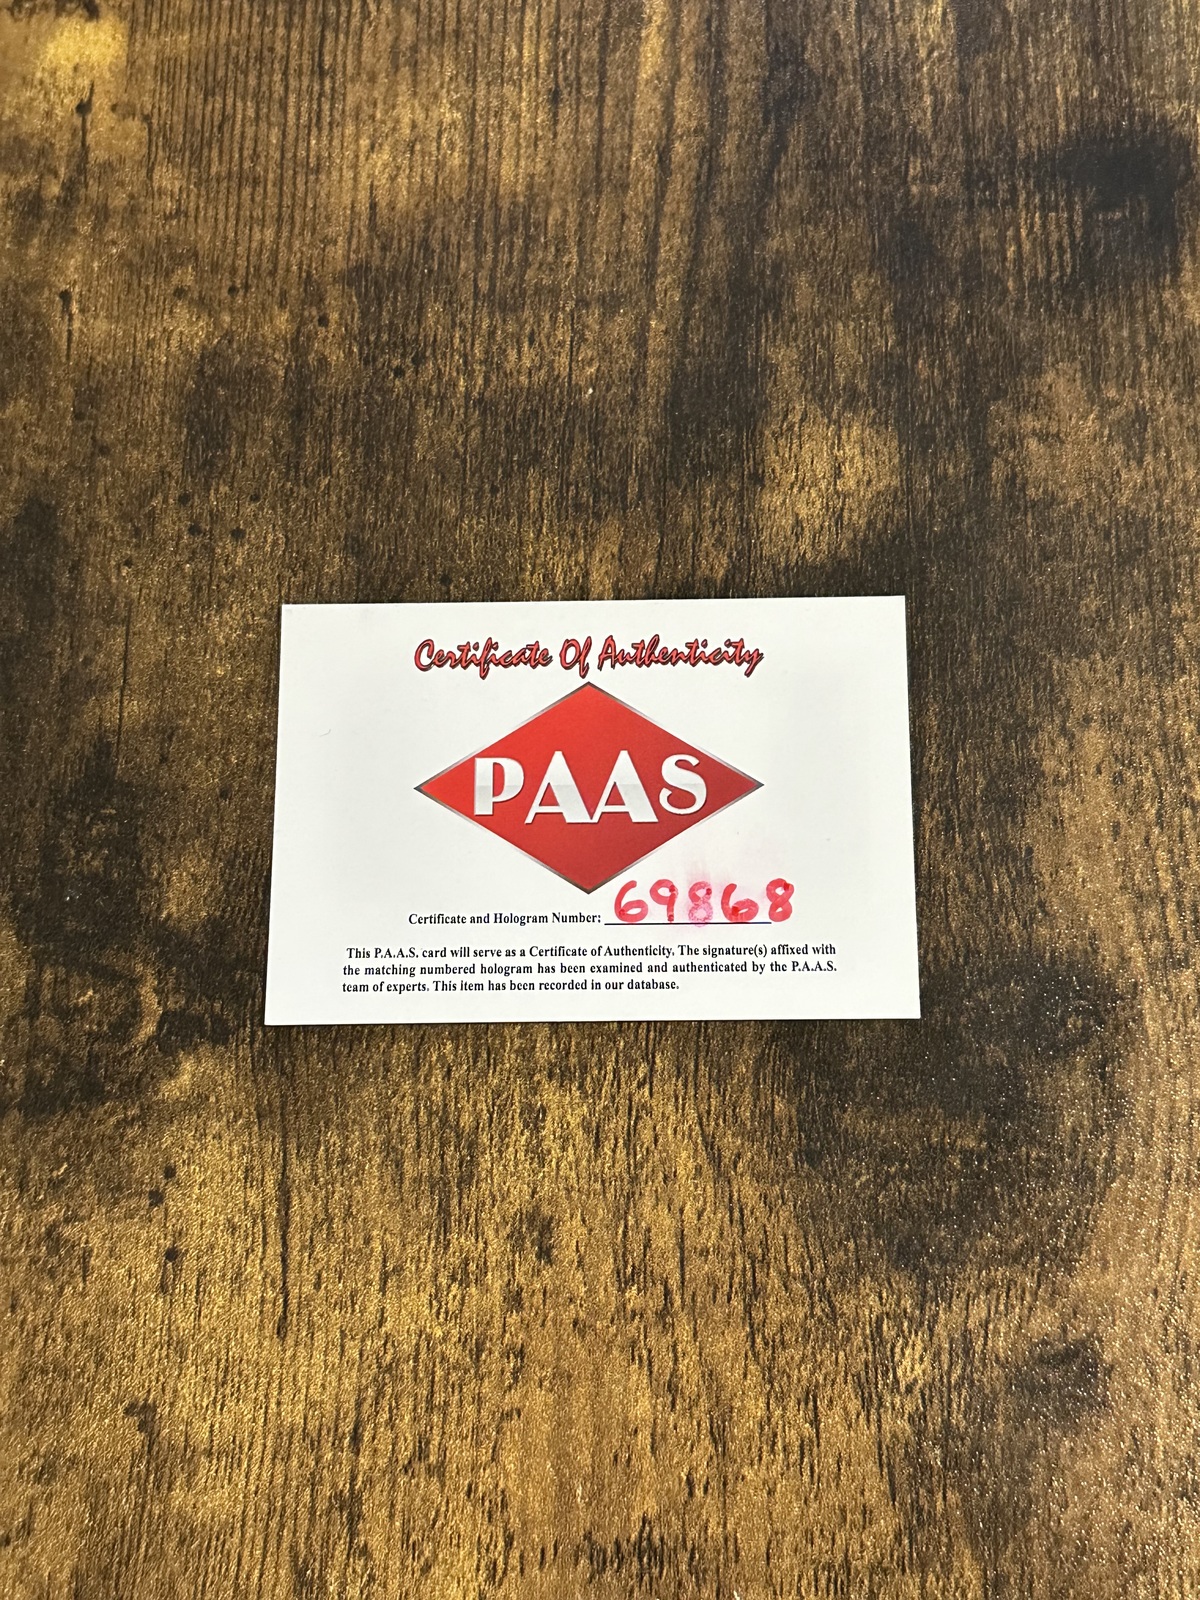 Certificate Of Authenticity
PAAS
Certificate and Hologram Number: 69868
This P.A.A.S. card will serve as a Certificate of Authenticity. The signature(s) affixed with
the matching numbered hologram has been examined and authenticated by the P.A.A.S.
team of experts. This item has been recorded in our database.